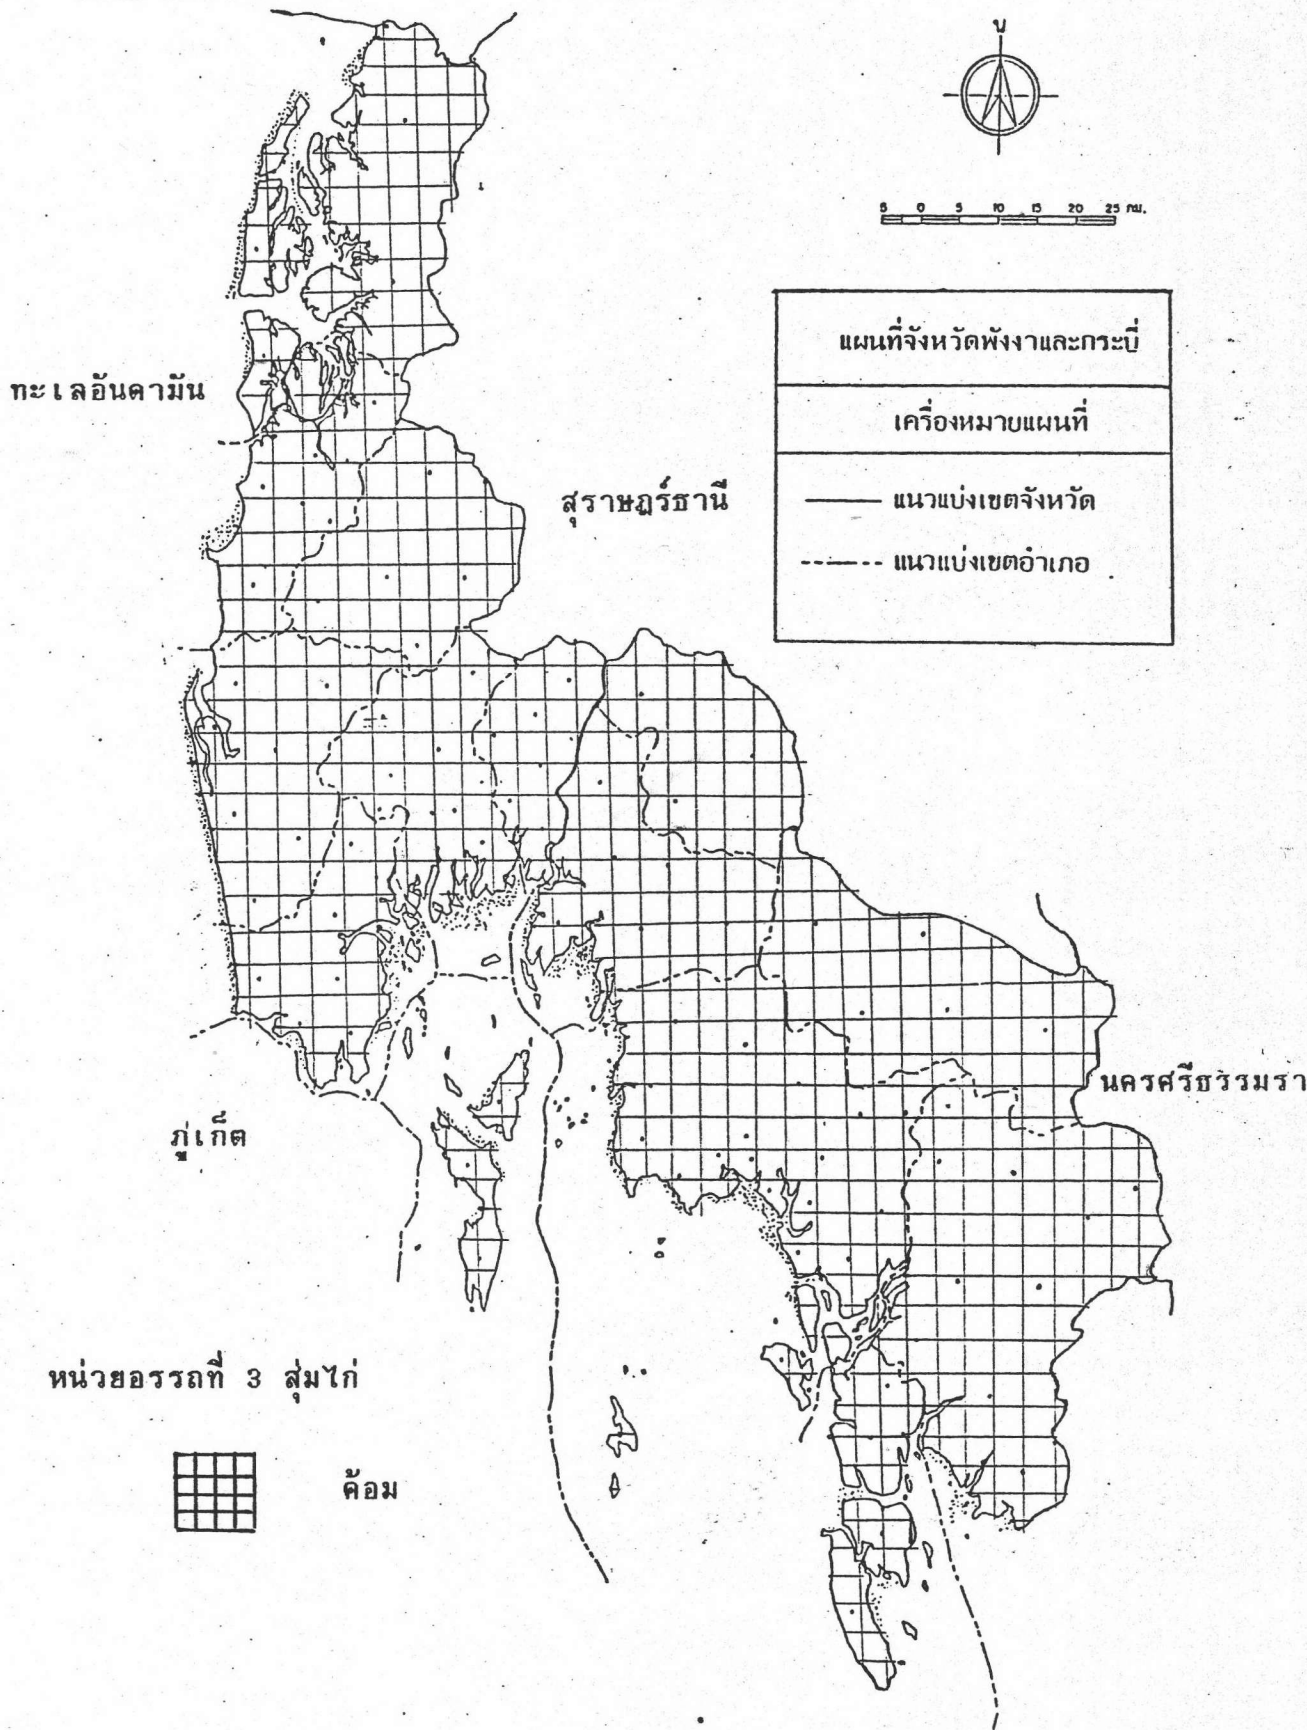 น
5 0 5 10 15 20 25 กม.
แผนที่จังหวัดพังงาและกระบี่
เครื่องหมายแผนที่
แนวแบ่งเขตจังหวัด
แนวแบ่งเขตอำเภอ
ทะเลอันดามัน
สุราษฎร์ธานี
นครศรีธรรมรา
ภูเก็ต
หน่วยอรรถที่ 3 สุ่มไก่
ค้อม